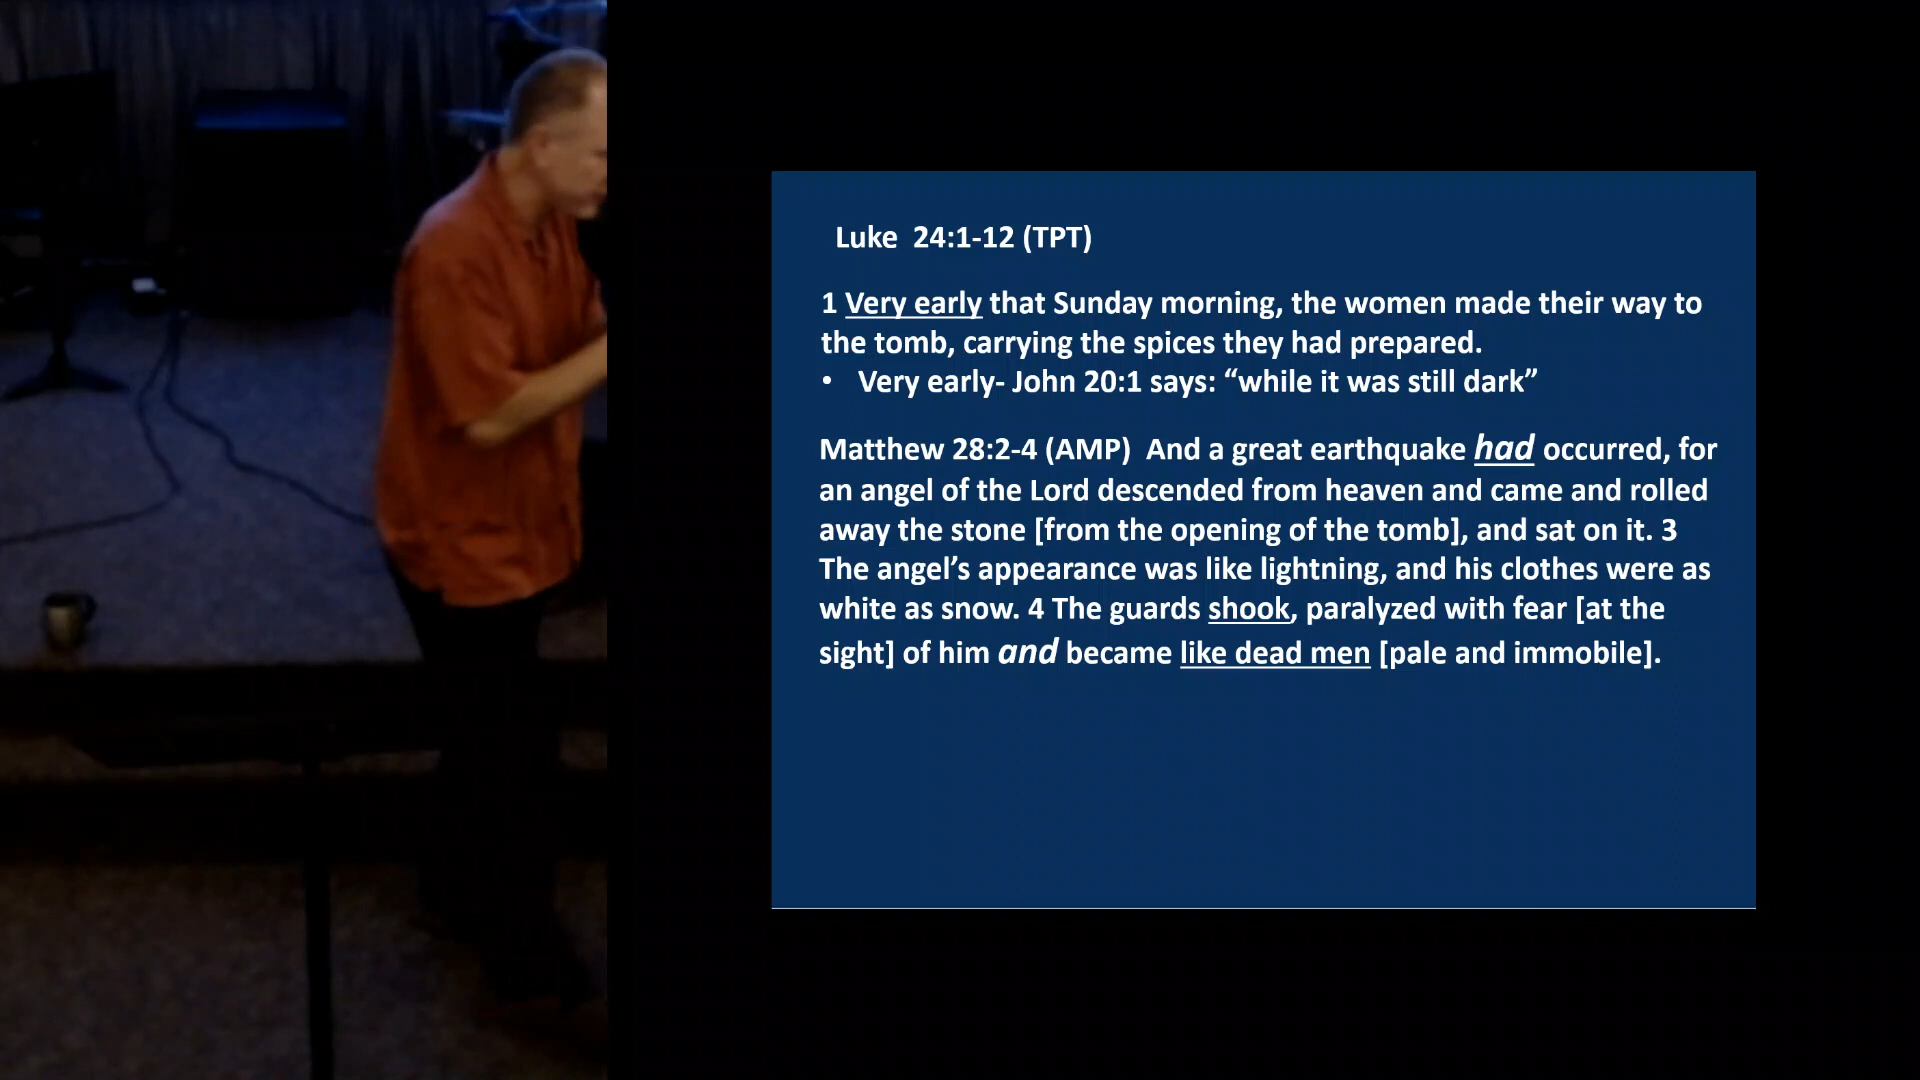 Luke  24:1-12 (TPT)
1 Very early that Sunday morning, the women made their way to
the tomb, carrying the spices they had prepared.
• Very early- John 20:1 says: “while it was still dark”
Matthew 28:2-4 (AMP)  And a great earthquake had occurred, for
an angel of the Lord descended from heaven and came and rolled
away the stone [from the opening of the tomb], and sat on it. 3
The angel’s appearance was like lightning, and his clothes were as
white as snow. 4 The guards shook, paralyzed with fear [at the
sight] of him and became like dead men [pale and immobile].